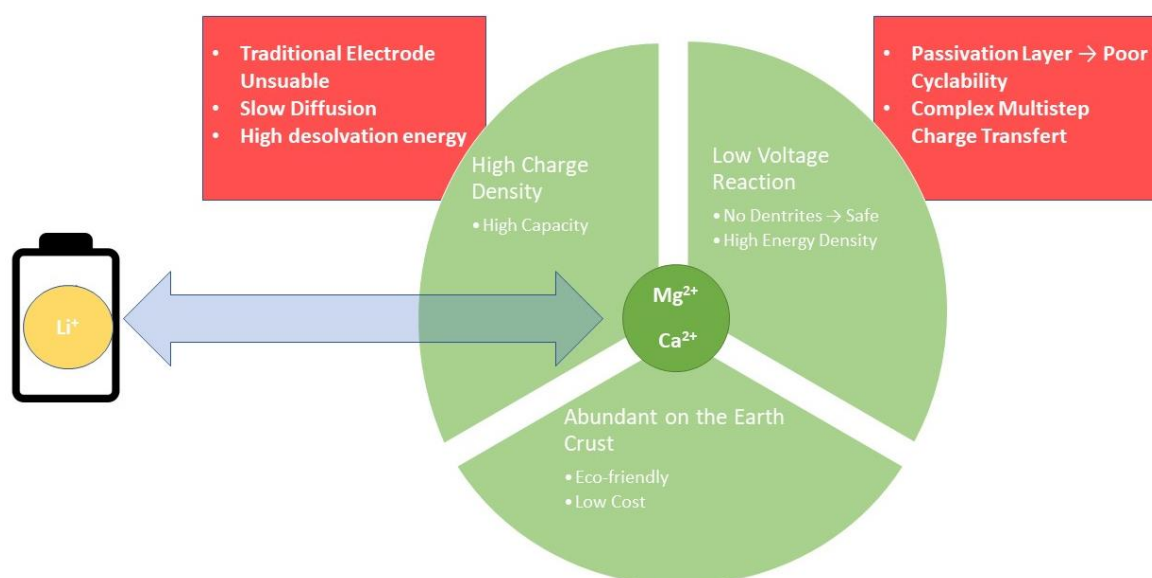 • Traditional Electrode
Unsuable
• Slow Diffusion
• High desolvation energy
• Passivation Layer → Poor
Cyclability
• Complex Multistep
Charge Transfert
High Charge
Density
• High Capacity
Low Voltage
Reaction
• No Dentrites → Safe
• High Energy Density
Li⁺
Mg²⁺
Ca²⁺
Abundant on the Earth
Crust
• Eco-friendly
• Low Cost